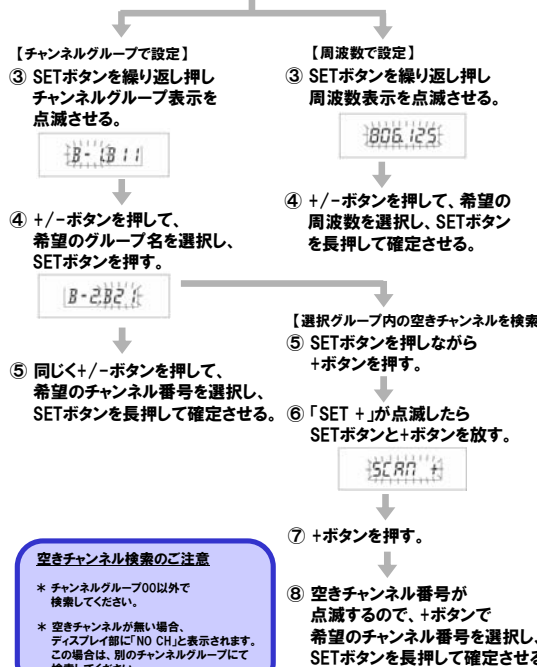 【チャンネルグループで設定】
③ SETボタンを繰り返し押し
チャンネルグループ表示を
点滅させる。
B-1.B11
④ +/-ボタンを押して、
希望のグループ名を選択し、
SETボタンを押す。
B-2.B21
⑤ 同じく+/-ボタンを押して、
希望のチャンネル番号を選択し、
SETボタンを長押して確定させる。
【周波数で設定】
③ SETボタンを繰り返し押し
周波数表示を点滅させる。
806.125
④ +/-ボタンを押して、希望の
周波数を選択し、SETボタン
を長押して確定させる。
【選択グループ内の空きチャンネルを検索
⑤ SETボタンを押しながら
+ボタンを押す。
⑥ 「SET +」が点滅したら
SETボタンと+ボタンを放す。
SCAN +
⑦ +ボタンを押す。
⑧ 空きチャンネル番号が
点滅するので、+ボタンで
希望のチャンネル番号を選択し、
SETボタンを長押して確定させる
空きチャンネル検索のご注意
* チャンネルグループ00以外で
検索してください。
* 空きチャンネルが無い場合、
ディスプレイ部に「NO CH」と表示されます。
この場合は、別のチャンネルグループにて
検索してください。